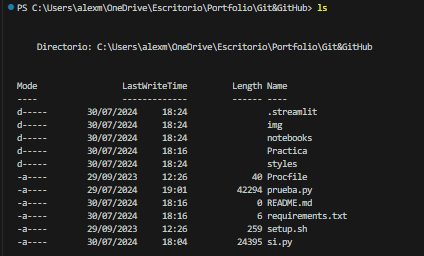 PS C:\Users\alexm\OneDrive\Escritorio\Portfolio\Git&GitHub> ls
Directorio: C:\Users\alexm\OneDrive\Escritorio\Portfolio\Git&GitHub
Mode LastWriteTime Length Name
---- ------------- ------ ----
d----- 30/07/2024 18:24 .streamlit
d----- 30/07/2024 18:24 img
d----- 30/07/2024 18:24 notebooks
d----- 30/07/2024 18:16 Practica
d----- 30/07/2024 18:24 styles
-a---- 29/09/2023 12:26 40 Procfile
-a---- 29/07/2024 19:01 42294 prueba.py
-a---- 30/07/2024 18:16 0 README.md
-a---- 30/07/2024 18:16 6 requirements.txt
-a---- 29/09/2023 12:26 259 setup.sh
-a---- 30/07/2024 18:04 24395 si.py